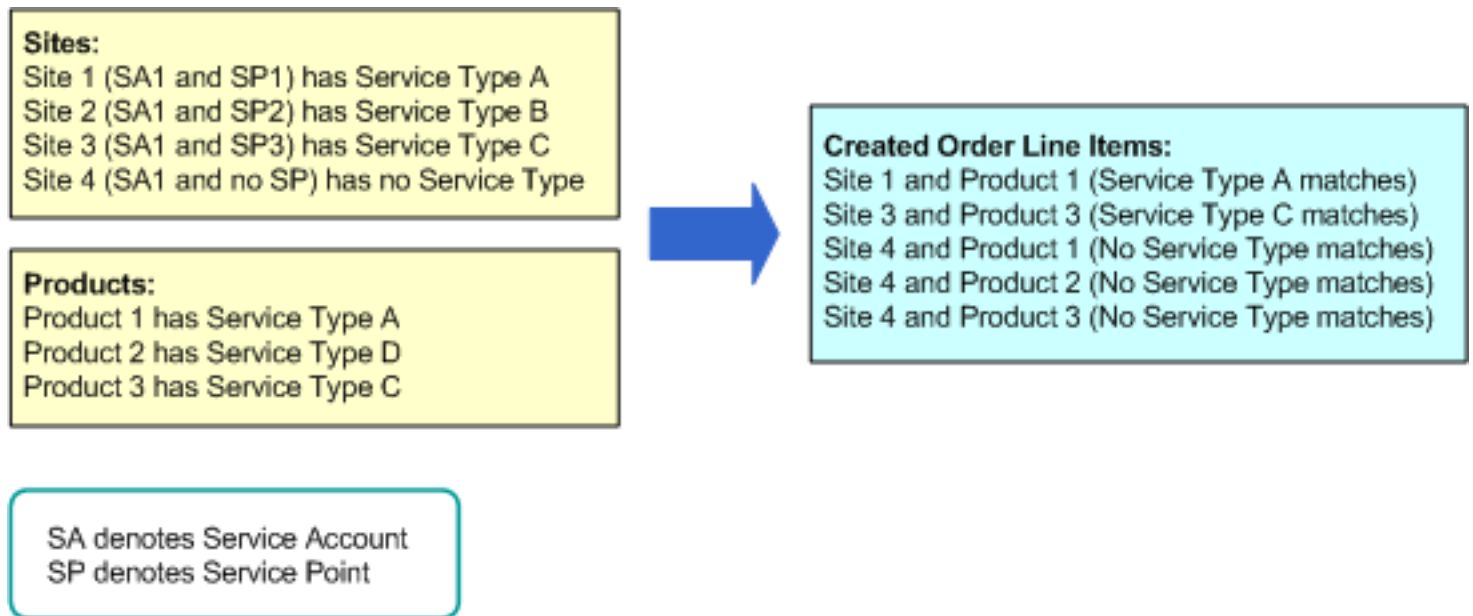 Sites:
Site 1 (SA1 and SP1) has Service Type A
Site 2 (SA1 and SP2) has Service Type B
Site 3 (SA1 and SP3) has Service Type C
Site 4 (SA1 and no SP) has no Service Type
Products:
Product 1 has Service Type A
Product 2 has Service Type D
Product 3 has Service Type C
Created Order Line Items:
Site 1 and Product 1 (Service Type A matches)
Site 3 and Product 3 (Service Type C matches)
Site 4 and Product 1 (No Service Type matches)
Site 4 and Product 2 (No Service Type matches)
Site 4 and Product 3 (No Service Type matches)
SA denotes Service Account
SP denotes Service Point